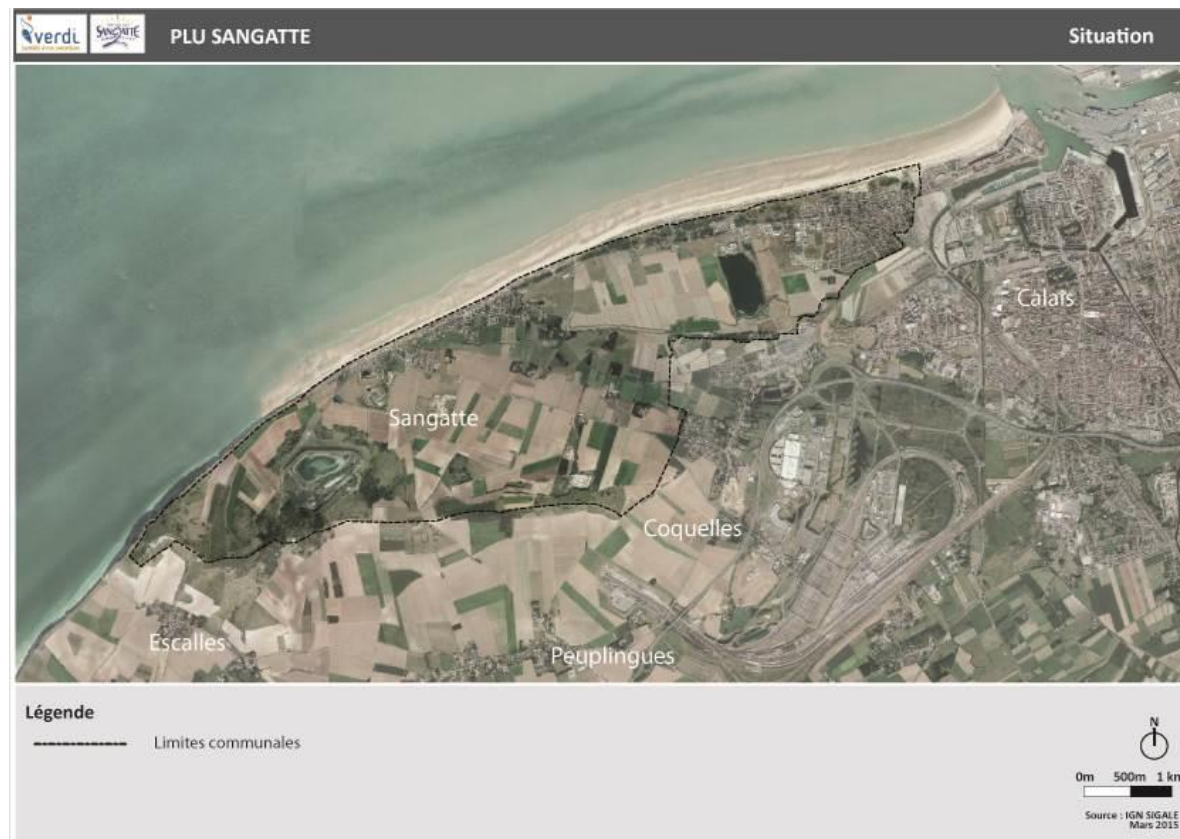 verdi
SANGATTE
PLU SANGATTE
Situation
Calais
Sangatte
Coquelles
Escalles
Peuplingues
Légende
Limites communales
N
0m 500m 1 km
Source : IGN SIGALE
Mars 2015